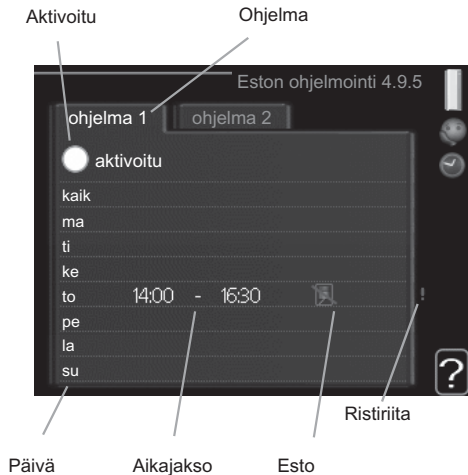 Aktivoitu Ohjelma
Eston ohjelmointi 4.9.5
ohjelma 1 ohjelma 2
aktivoitu
kaik
ma
ti
ke
to 14:00 - 16:30 !
pe
la
su
?
Ristiriita
Päivä Aikajakso Esto